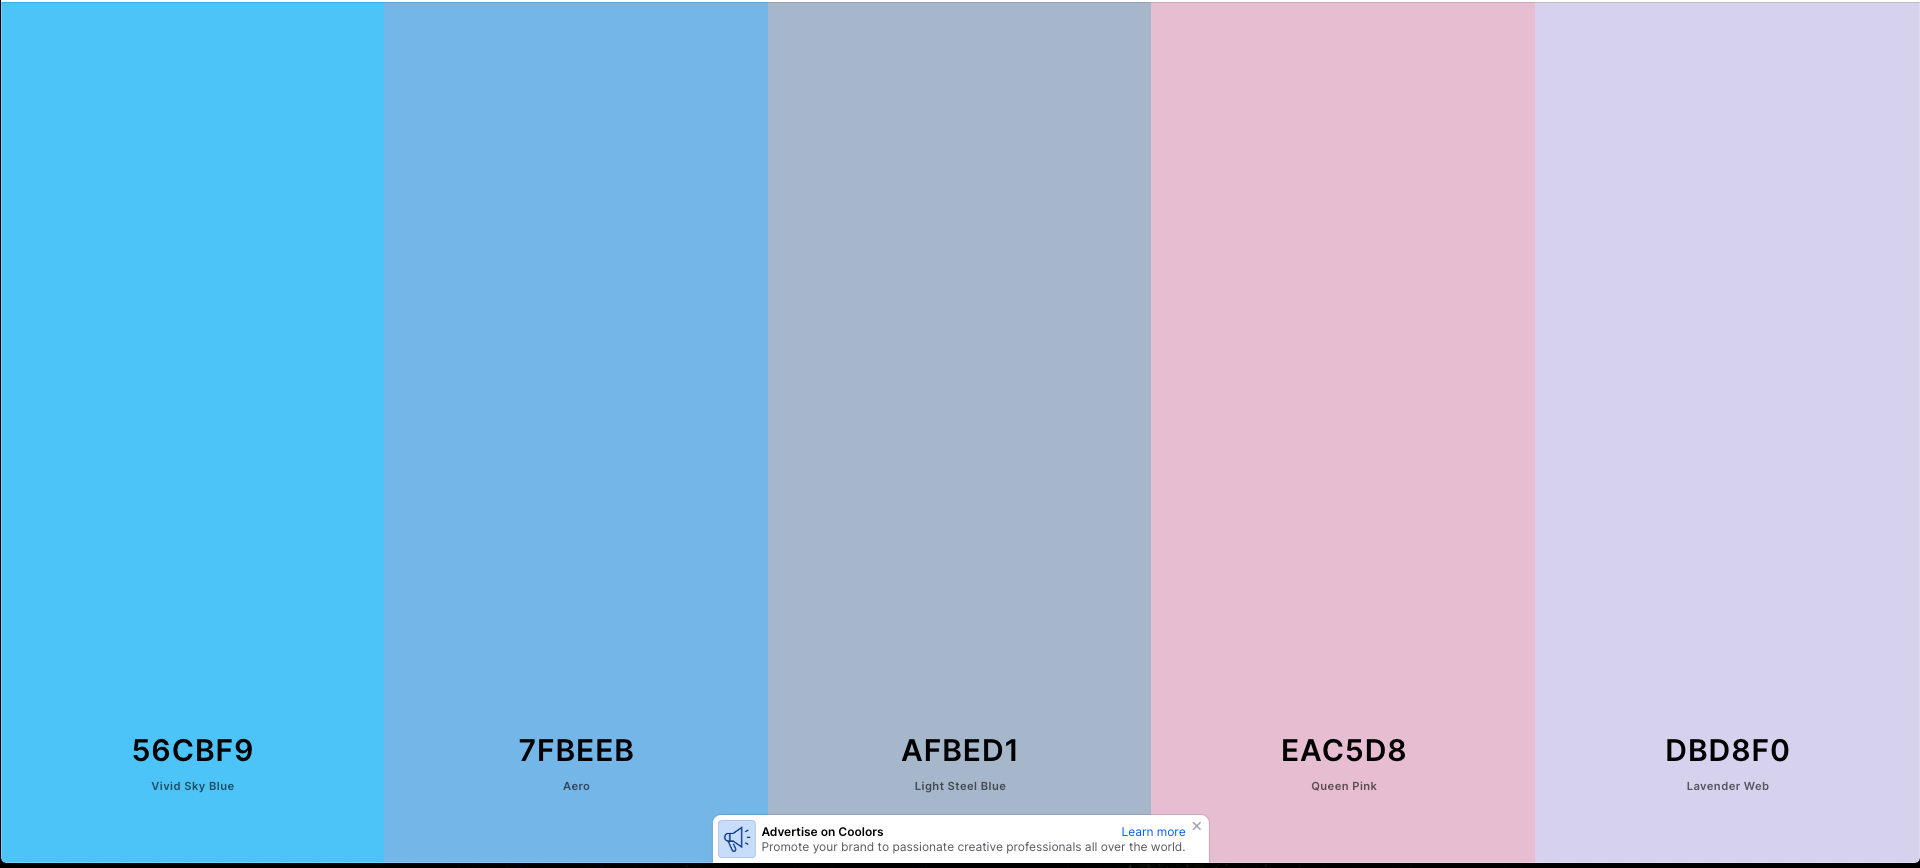 56CBF9
Vivid Sky Blue
7FBEEB
Aero
AFBED1
Light Steel Blue
EAC5D8
Queen Pink
DBD8F0
Lavender Web
Advertise on Coolors
Learn more
Promote your brand to passionate creative professionals all over the world.